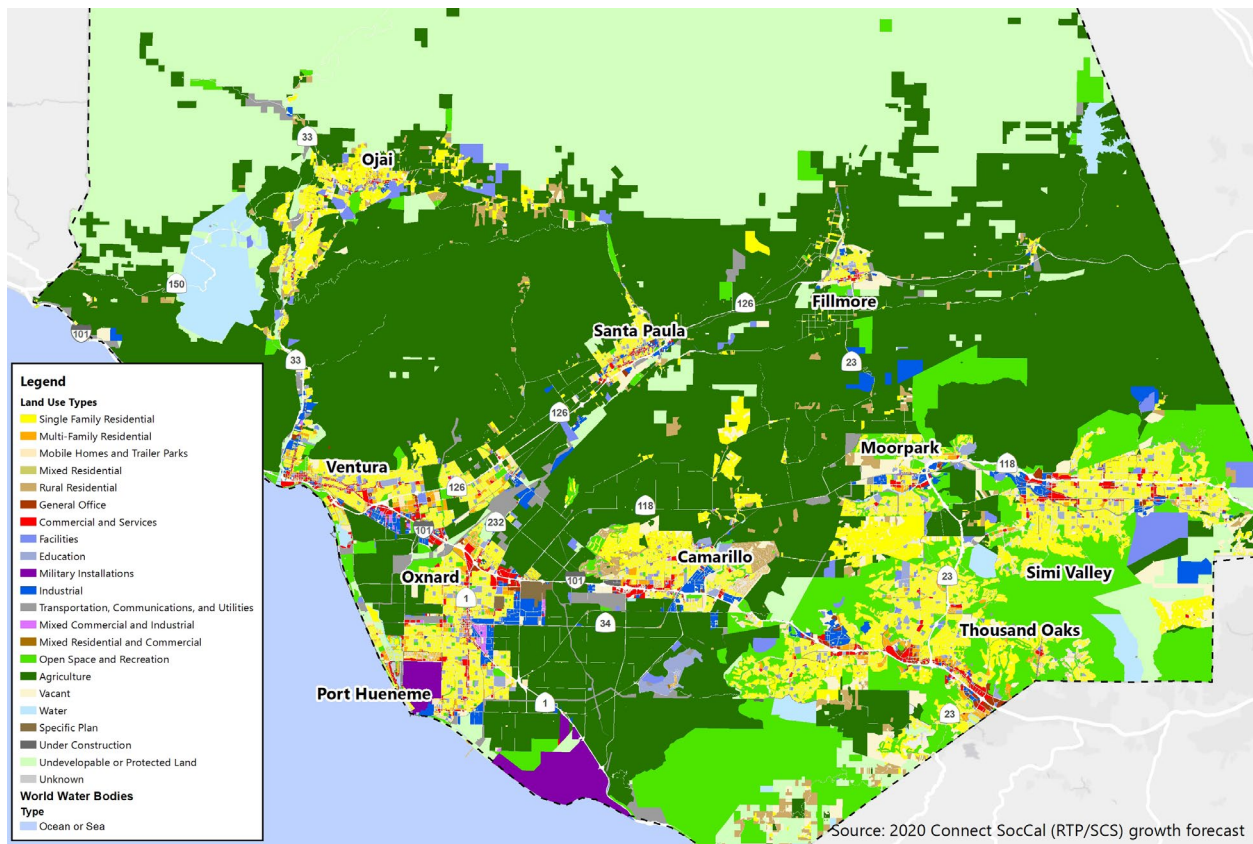 33
Ojai
150
101
126
Fillmore
Santa Paula
33
23
126
Legend
Land Use Types
Single Family Residential
Multi-Family Residential
Mobile Homes and Trailer Parks
Mixed Residential
Rural Residential
General Office
Commercial and Services
Facilities
Education
Military Installations
Industrial
Transportation, Communications, and Utilities
Mixed Commercial and Industrial
Mixed Residential and Commercial
Open Space and Recreation
Agriculture
Vacant
Water
Specific Plan
Under Construction
Undevelopable or Protected Land
Unknown
World Water Bodies
Type
Ocean or Sea
Moorpark
118
Ventura
126
118
232
101
Camarillo
Oxnard
101
23
Simi Valley
1
34
Thousand Oaks
Port Hueneme
1
23
Source: 2020 Connect SocCal (RTP/SCS) growth forecast